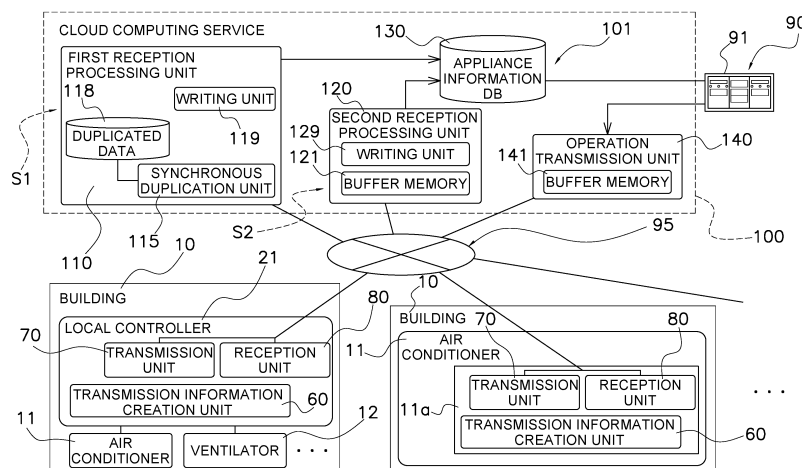 CLOUD COMPUTING SERVICE
130
101
90
91
FIRST RECEPTION
PROCESSING UNIT
APPLIANCE
INFORMATION
DB
118
WRITING UNIT
119
120
SECOND RECEPTION
PROCESSING UNIT
129
WRITING UNIT
OPERATION
TRANSMISSION UNIT
140
DUPLICATED
DATA
121
BUFFER MEMORY
141
BUFFER MEMORY
S1
SYNCHRONOUS
DUPLICATION UNIT
S2
115
100
110
10
95
21
BUILDING
10
LOCAL CONTROLLER
80
BUILDING
70
TRANSMISSION
UNIT
RECEPTION
UNIT
11
AIR
CONDITIONER
70
80
TRANSMISSION
UNIT
RECEPTION
UNIT
TRANSMISSION INFORMATION
CREATION UNIT
60
11a
TRANSMISSION INFORMATION
CREATION UNIT
60
11
12
AIR
CONDITIONER
VENTILATOR
· · ·
· · ·